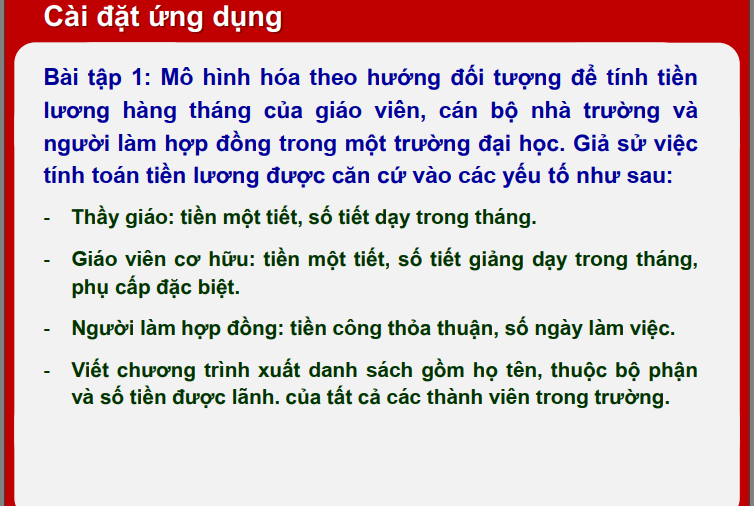 Cài đặt ứng dụng
Bài tập 1: Mô hình hóa theo hướng đối tượng để tính tiền
lương hàng tháng của giáo viên, cán bộ nhà trường và
người làm hợp đồng trong một trường đại học. Giả sử việc
tính toán tiền lương được căn cứ vào các yếu tố như sau:
- Thầy giáo: tiền một tiết, số tiết dạy trong tháng.
- Giáo viên cơ hữu: tiền một tiết, số tiết giảng dạy trong tháng,
phụ cấp đặc biệt.
- Người làm hợp đồng: tiền công thỏa thuận, số ngày làm việc.
- Viết chương trình xuất danh sách gồm họ tên, thuộc bộ phận
và số tiền được lãnh. của tất cả các thành viên trong trường.